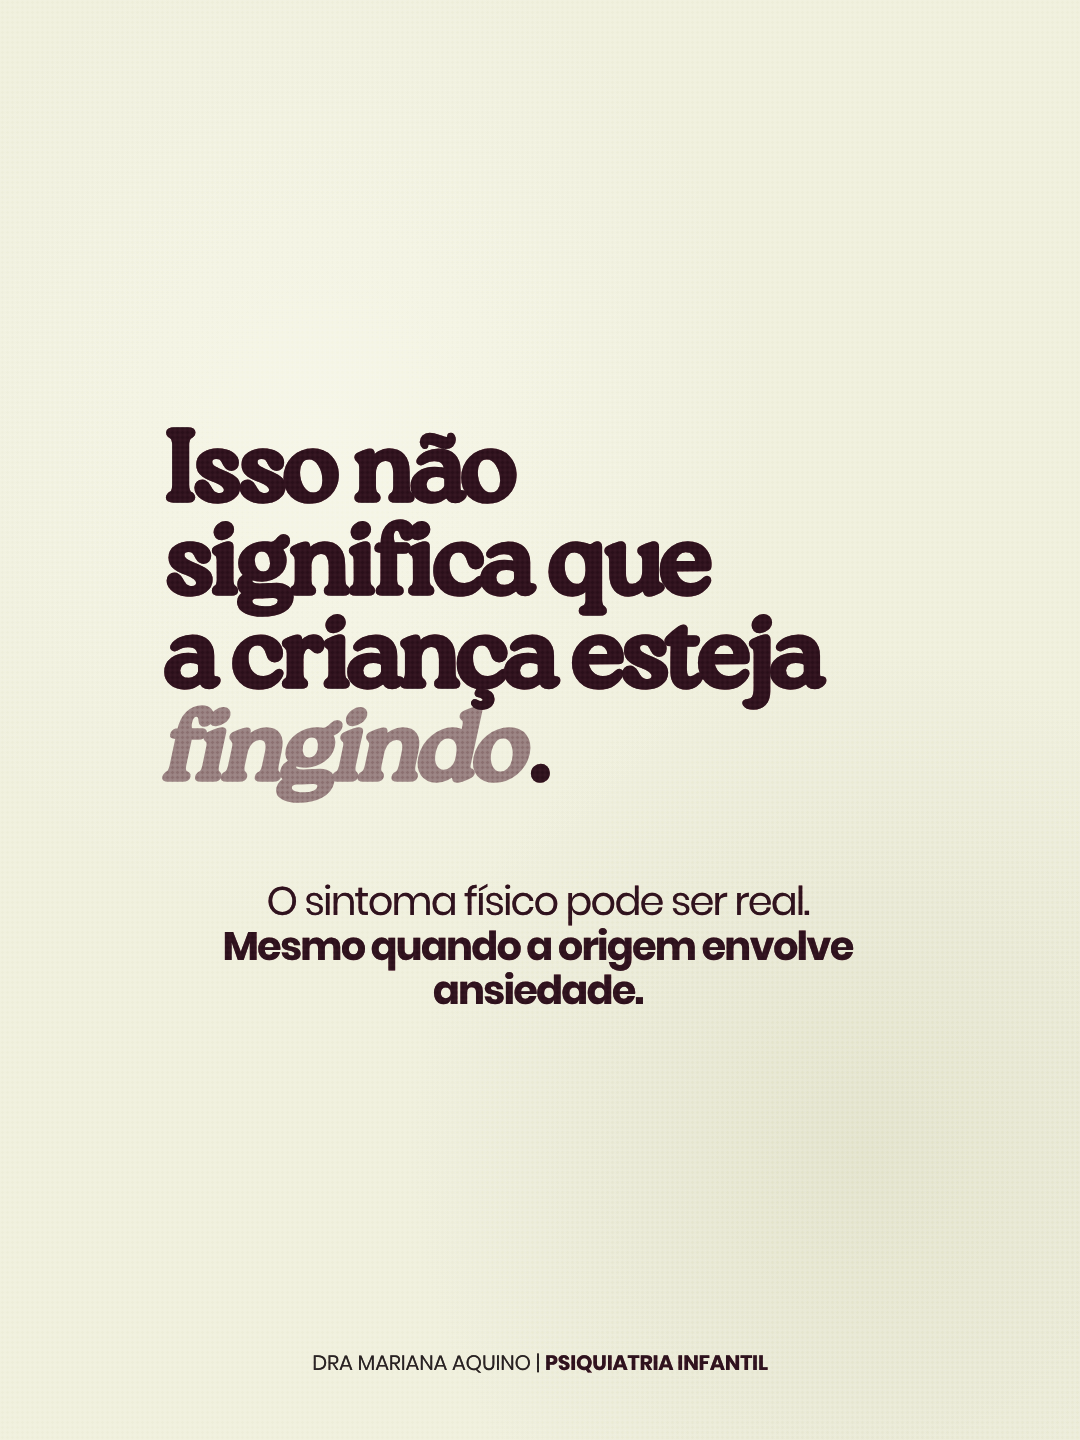 Isso não
significa que
a criança esteja
fingindo.
O sintoma físico pode ser real.
Mesmo quando a origem envolve
ansiedade.
DRA MARIANA AQUINO | PSIQUIATRIA INFANTIL